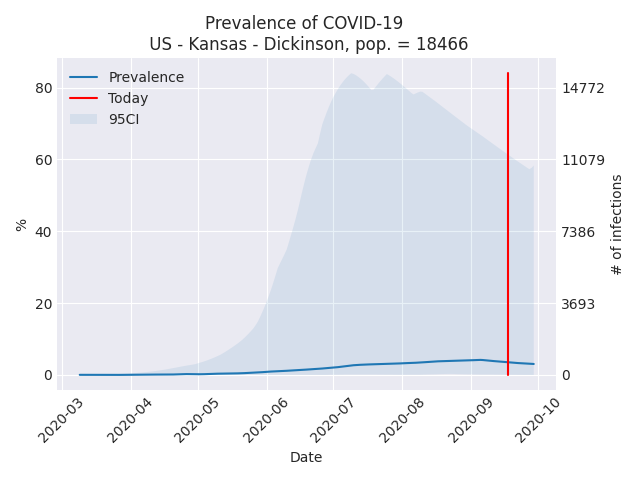 Prevalence of COVID-19
US - Kansas - Dickinson, pop. = 18466
Prevalence
Today
95CI
80
60
40
20
0
%
14772
11079
7386
3693
0
# of infections
2020-03
2020-04
2020-05
2020-06
2020-07
2020-08
2020-09
2020-10
Date